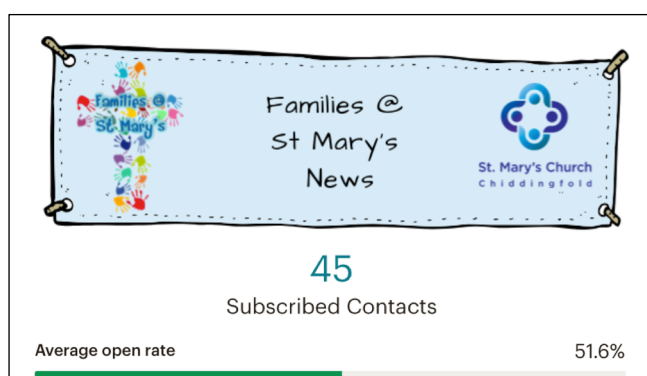 Families @
St Mary's
Families @
St Mary's
News
St. Mary's Church
Chiddingfold
45
Subscribed Contacts
Average open rate 51.6%